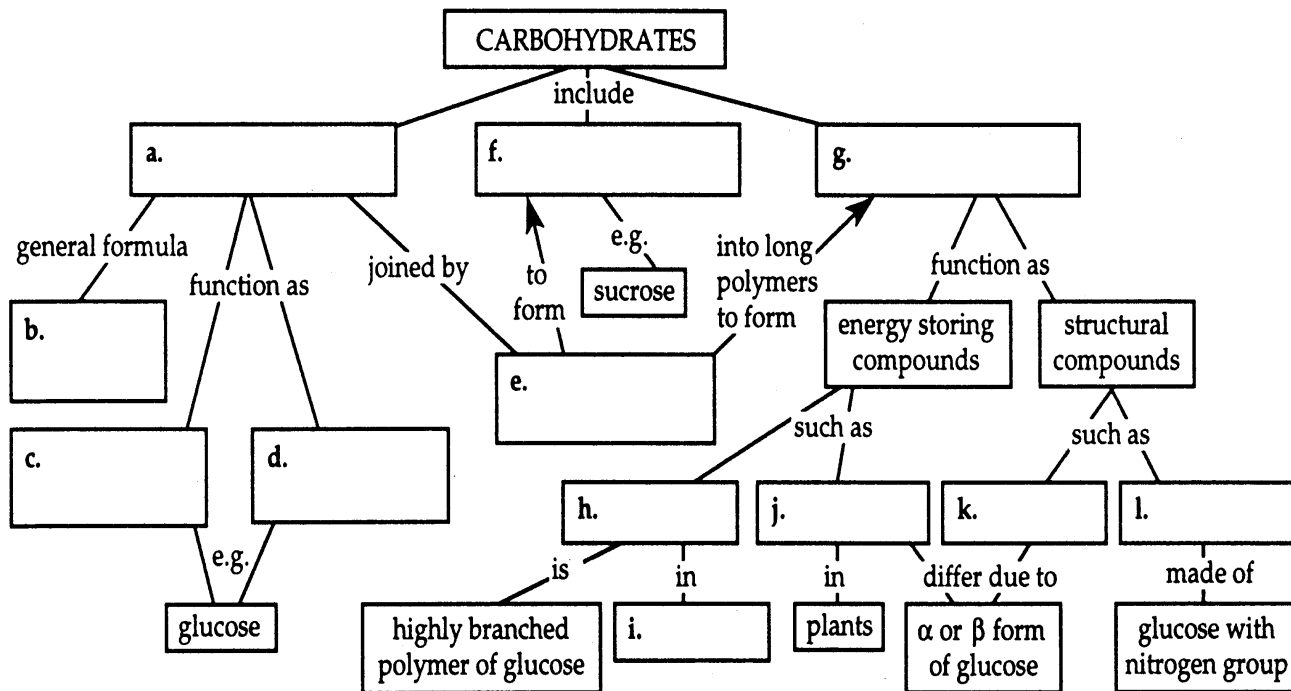 CARBOHYDRATES
include
a.
f.
g.
general formula
function as
joined by
to
form
e.g.
sucrose
into long
polymers
to form
function as
b.
energy storing
compounds
structural
compounds
e.
c.
d.
such as
such as
h.
j.
k.
l.
e.g.
is
in
in
differ due to
made of
glucose
highly branched
polymer of glucose
i.
plants
α or β form
of glucose
glucose with
nitrogen group